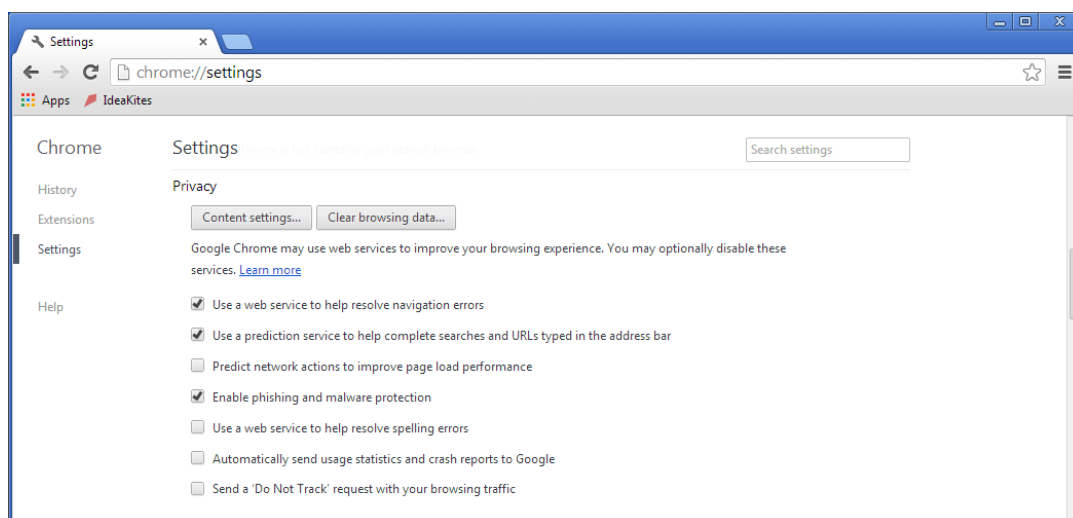 Settings
chrome://settings
Apps IdeaKites
Chrome
Settings
Search settings
History
Privacy
Extensions
Content settings... Clear browsing data...
Settings
Google Chrome may use web services to improve your browsing experience. You may optionally disable these
services. Learn more
Help
Use a web service to help resolve navigation errors
Use a prediction service to help complete searches and URLs typed in the address bar
Predict network actions to improve page load performance
Enable phishing and malware protection
Use a web service to help resolve spelling errors
Automatically send usage statistics and crash reports to Google
Send a 'Do Not Track' request with your browsing traffic